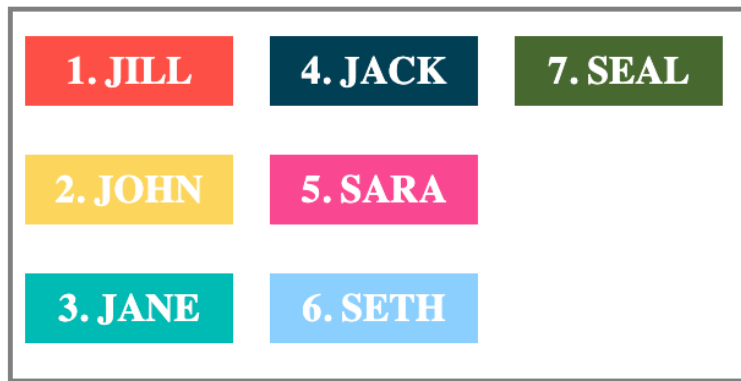 1. JILL
2. JOHN
3. JANE
4. JACK
5. SARA
6. SETH
7. SEAL